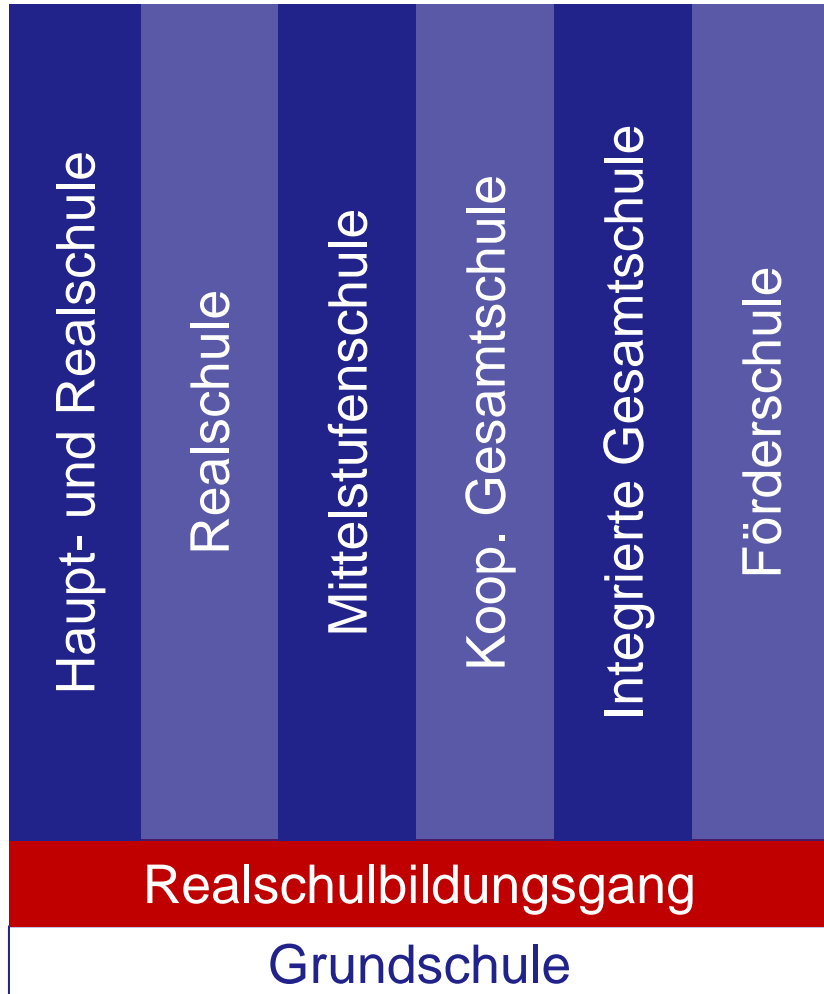 Haupt- und Realschule
Realschule
Mittelstufenschule
Koop. Gesamtschule
Integrierte Gesamtschule
Förderschule
Realschulbildungsgang
Grundschule